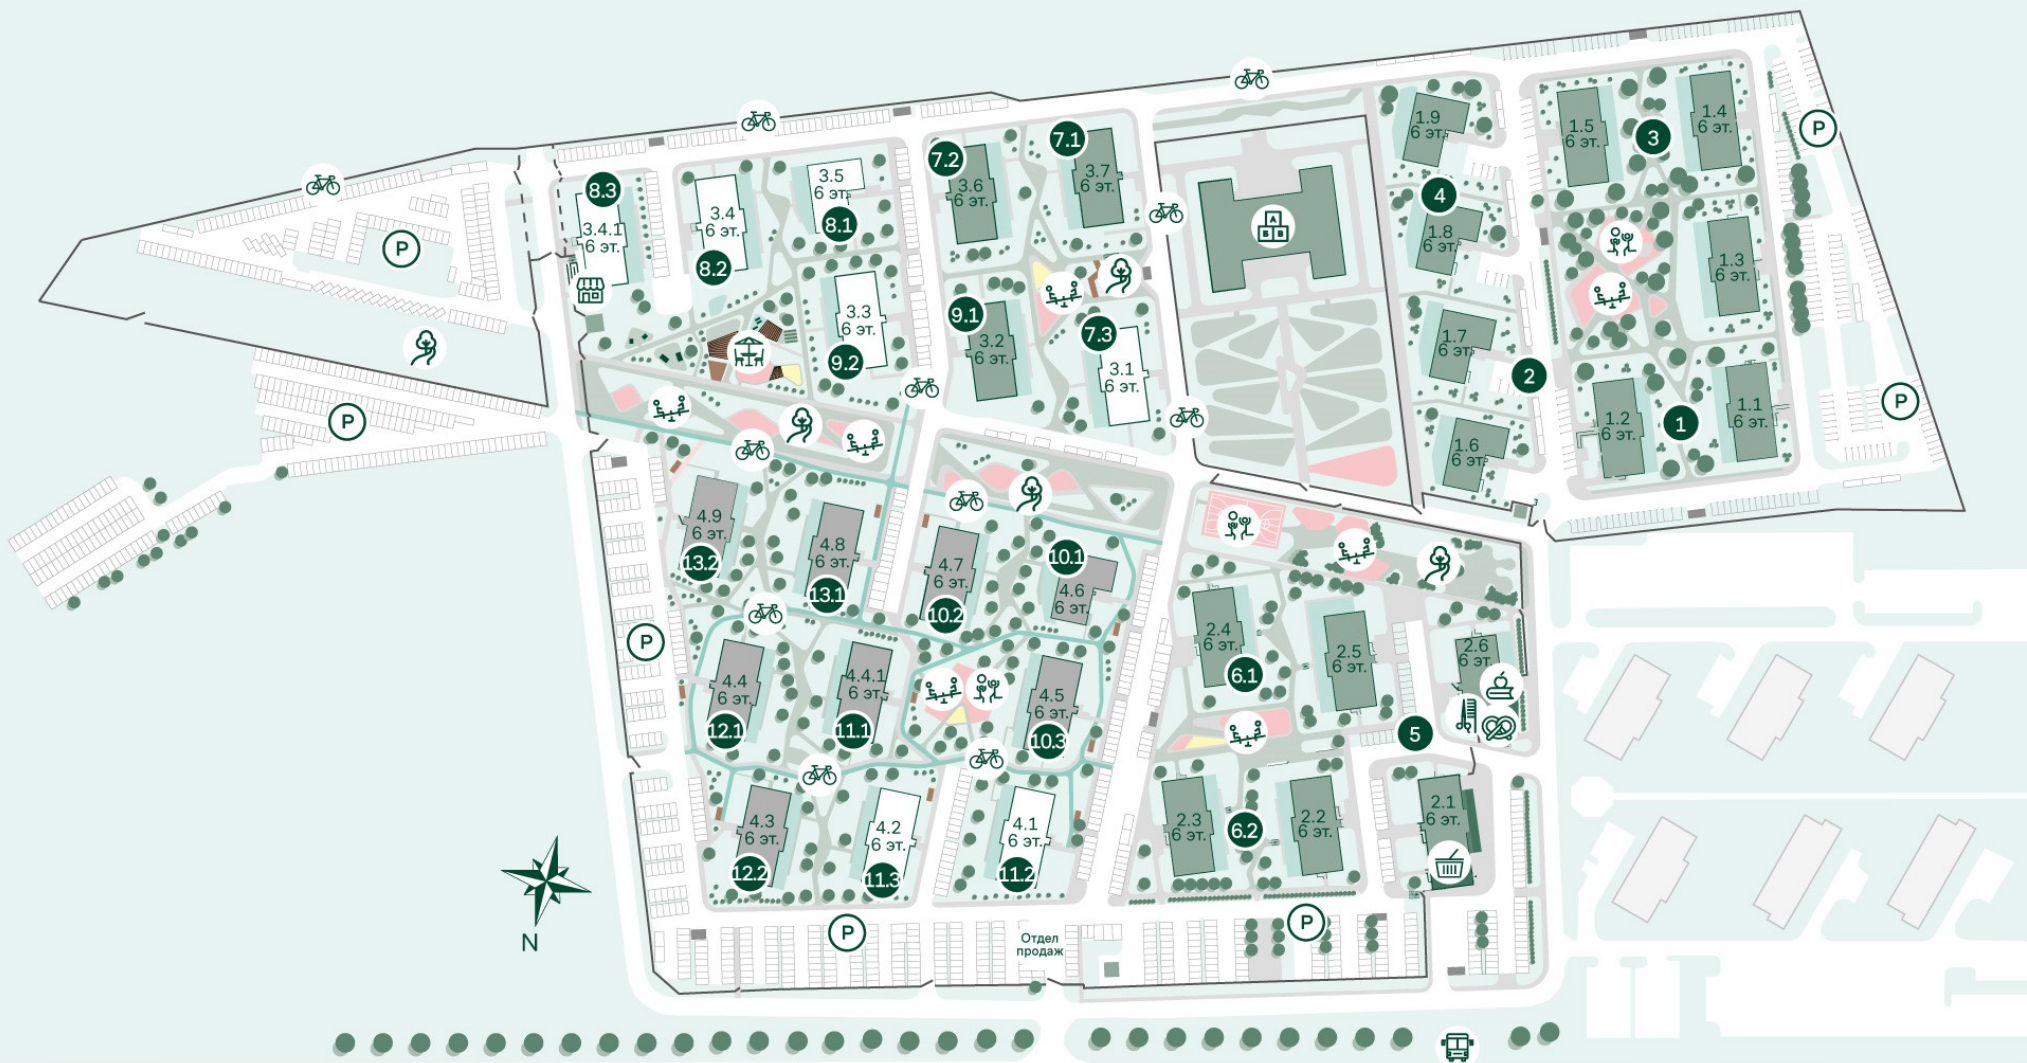 1.4
6 эт.
1.5
6 эт.
3
P
1.9
6 эт.
7.1
3.7
6 эт.
7.2
3.6
6 эт.
3.5
6 эт.
8.1
8.3
3.4.1
6 эт.
3.4
6 эт.
8.2
4
1.8
6 эт.
A
1.3
6 эт.
P
3.3
6 эт.
9.2
9.1
3.2
6 эт.
7.3
3.1
6 эт.
1.7
6 эт.
2
P
P
1.2
6 эт.
1
1.1
6 эт.
1.6
6 эт.
4.9
6 эт.
13.2
4.8
6 эт.
13.1
4.7
6 эт.
10.2
10.1
4.6
6 эт.
P
2.4
6 эт.
6.1
2.5
6 эт.
2.6
6 эт.
4.4
6 эт.
12.1
4.4.1
6 эт.
11.1
4.5
6 эт.
10.3
5
4.3
6 эт.
12.2
4.2
6 эт.
11.3
4.1
6 эт.
11.2
2.3
6 эт.
6.2
2.2
6 эт.
2.1
6 эт.
N
P
Отдел
продаж
P